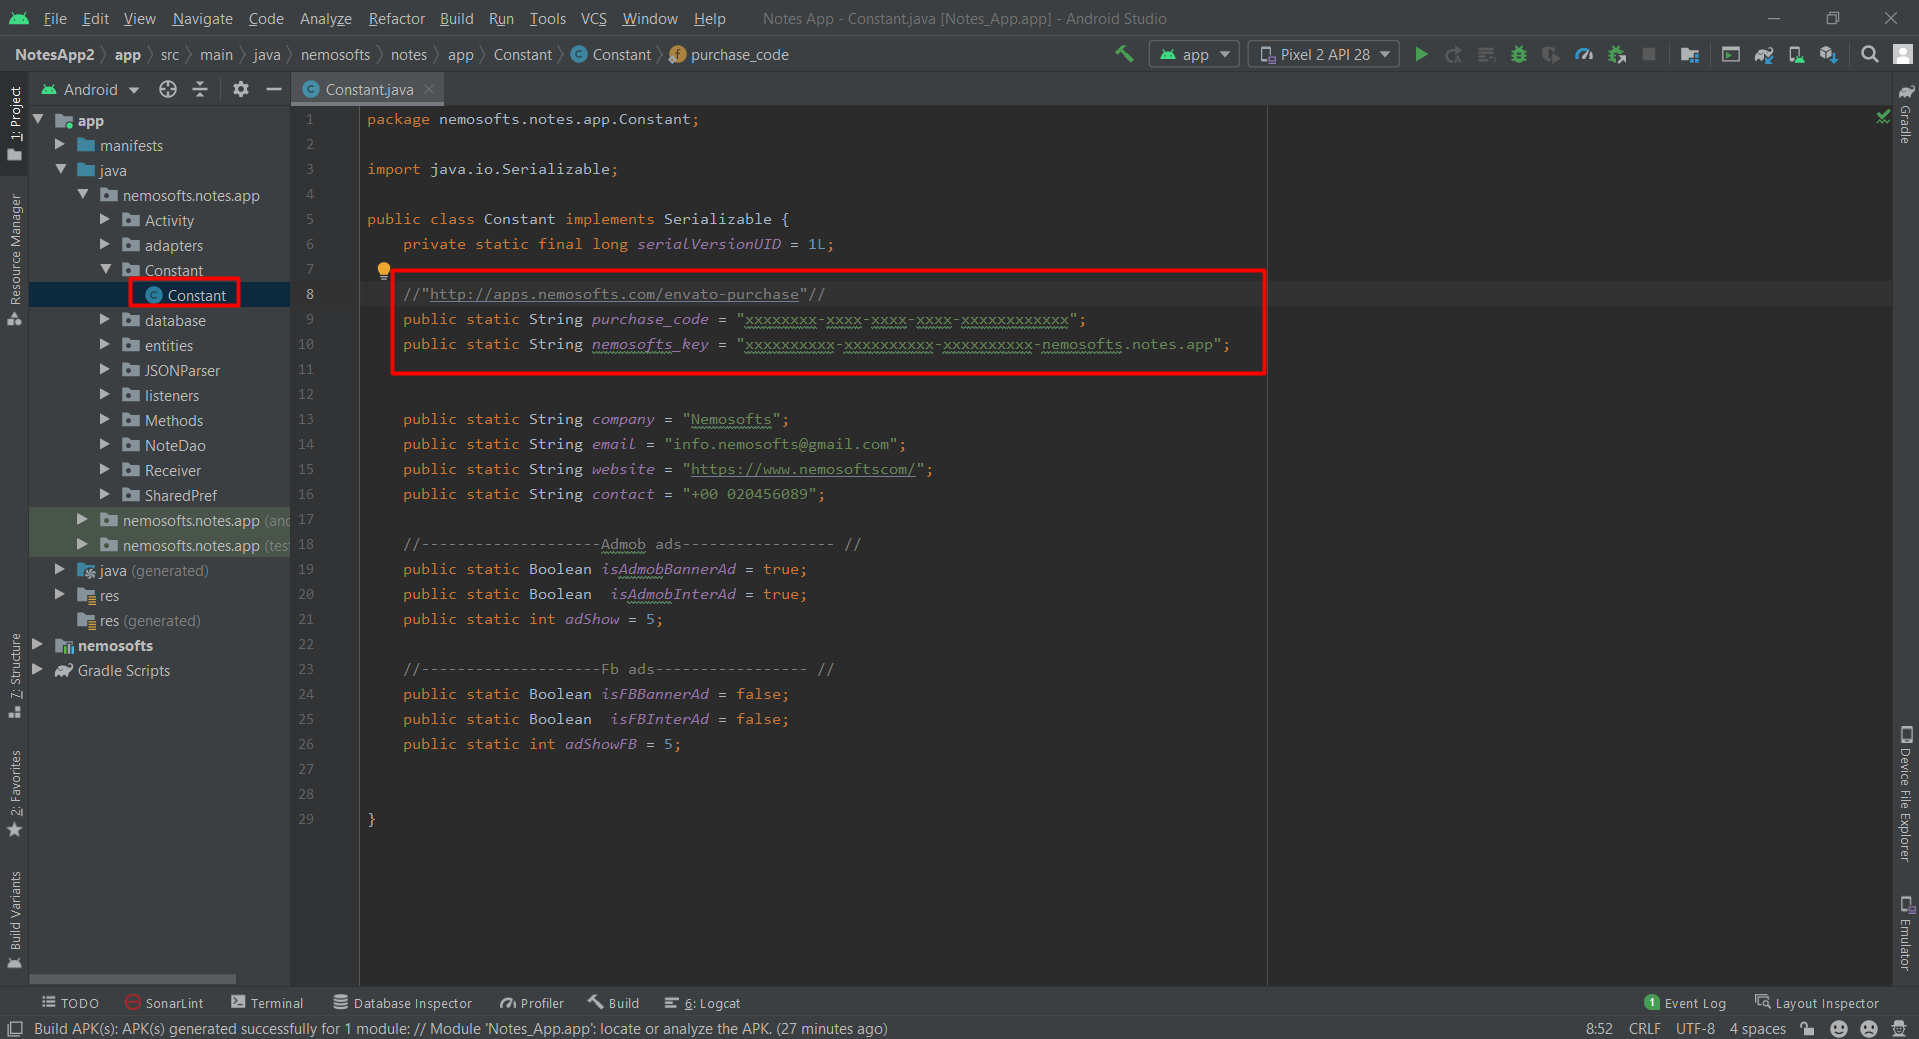 File Edit View Navigate Code Analyze Refactor Build Run Tools VCS Window Help Notes App - Constant.java [Notes_App.app] - Android Studio
NotesApp2 app src main java nemosofts notes app Constant Constant purchase_code app Pixel 2 API 28
Android
Constant.java
1: Project
Resource Manager
7: Structure
2: Favorites
Build Variants
app
manifests
java
nemosofts.notes.app
Activity
adapters
Constant
Constant
database
entities
JSONParser
listeners
Methods
NoteDao
Receiver
SharedPref
nemosofts.notes.app (and
nemosofts.notes.app (tes
java (generated)
res
res (generated)
nemosofts
Gradle Scripts
1 package nemosofts.notes.app.Constant;
2
3 import java.io.Serializable;
4
5 public class Constant implements Serializable {
6 private static final long serialVersionUID = 1L;
7
8 //"http://apps.nemosofts.com/envato-purchase"//
9 public static String purchase_code = "xxxxxxxx-xxxx-xxxx-xxxx-xxxxxxxxxxxx";
10 public static String nemosofts_key = "xxxxxxxxxx-xxxxxxxxxx-xxxxxxxxxx-nemosofts.notes.app";
11
12
13 public static String company = "Nemosofts";
14 public static String email = "info.nemosofts@gmail.com";
15 public static String website = "https://www.nemosoftscom/";
16 public static String contact = "+00 020456089";
17
18 //--------------------Admob ads----------------- //
19 public static Boolean isAdmobBannerAd = true;
20 public static Boolean  isAdmobInterAd = true;
21 public static int adShow = 5;
22
23 //--------------------Fb ads----------------- //
24 public static Boolean isFBBannerAd = false;
25 public static Boolean  isFBInterAd = false;
26 public static int adShowFB = 5;
27
28
29 }
Gradle
Device File Explorer
Emulator
TODO SonarLint Terminal Database Inspector Profiler Build 6: Logcat 1 Event Log Layout Inspector
Build APK(s): APK(s) generated successfully for 1 module: // Module 'Notes_App.app': locate or analyze the APK. (27 minutes ago) 8:52 CRLF UTF-8 4 spaces